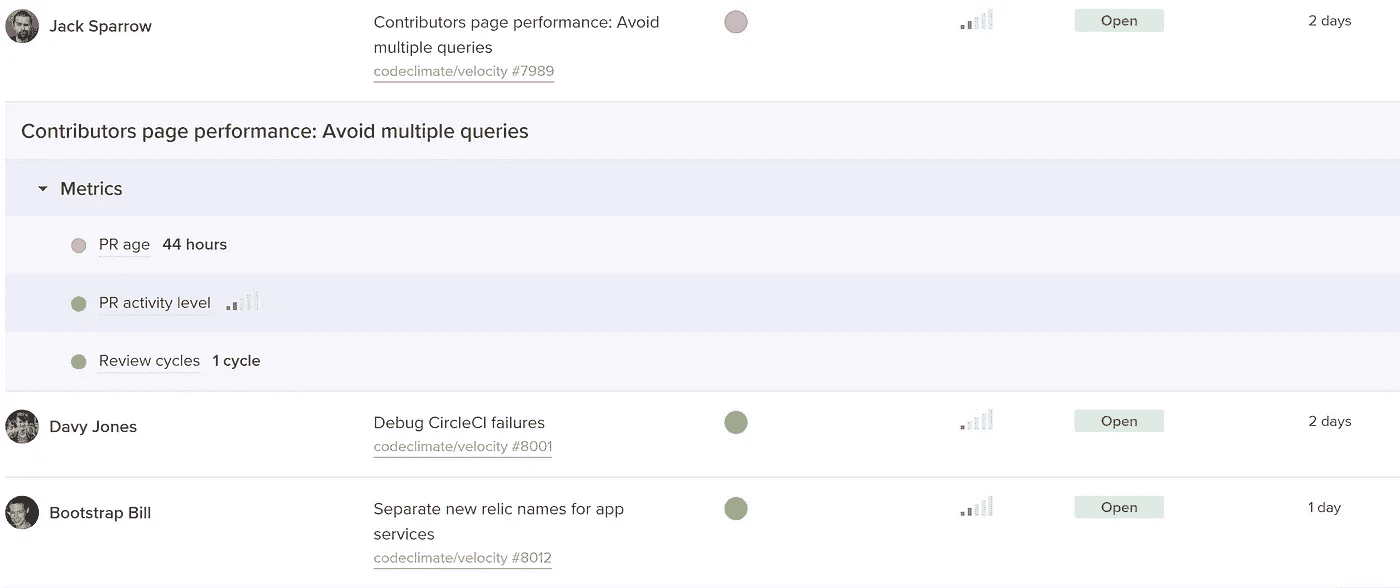 Jack Sparrow
Contributors page performance: Avoid
multiple queries
codeclimate/velocity #7989
Open
2 days
Contributors page performance: Avoid multiple queries
Metrics
PR age 44 hours
PR activity level
Review cycles 1 cycle
Davy Jones
Debug CircleCI failures
codeclimate/velocity #8001
Open
2 days
Bootstrap Bill
Separate new relic names for app
services
codeclimate/velocity #8012
Open
1 day